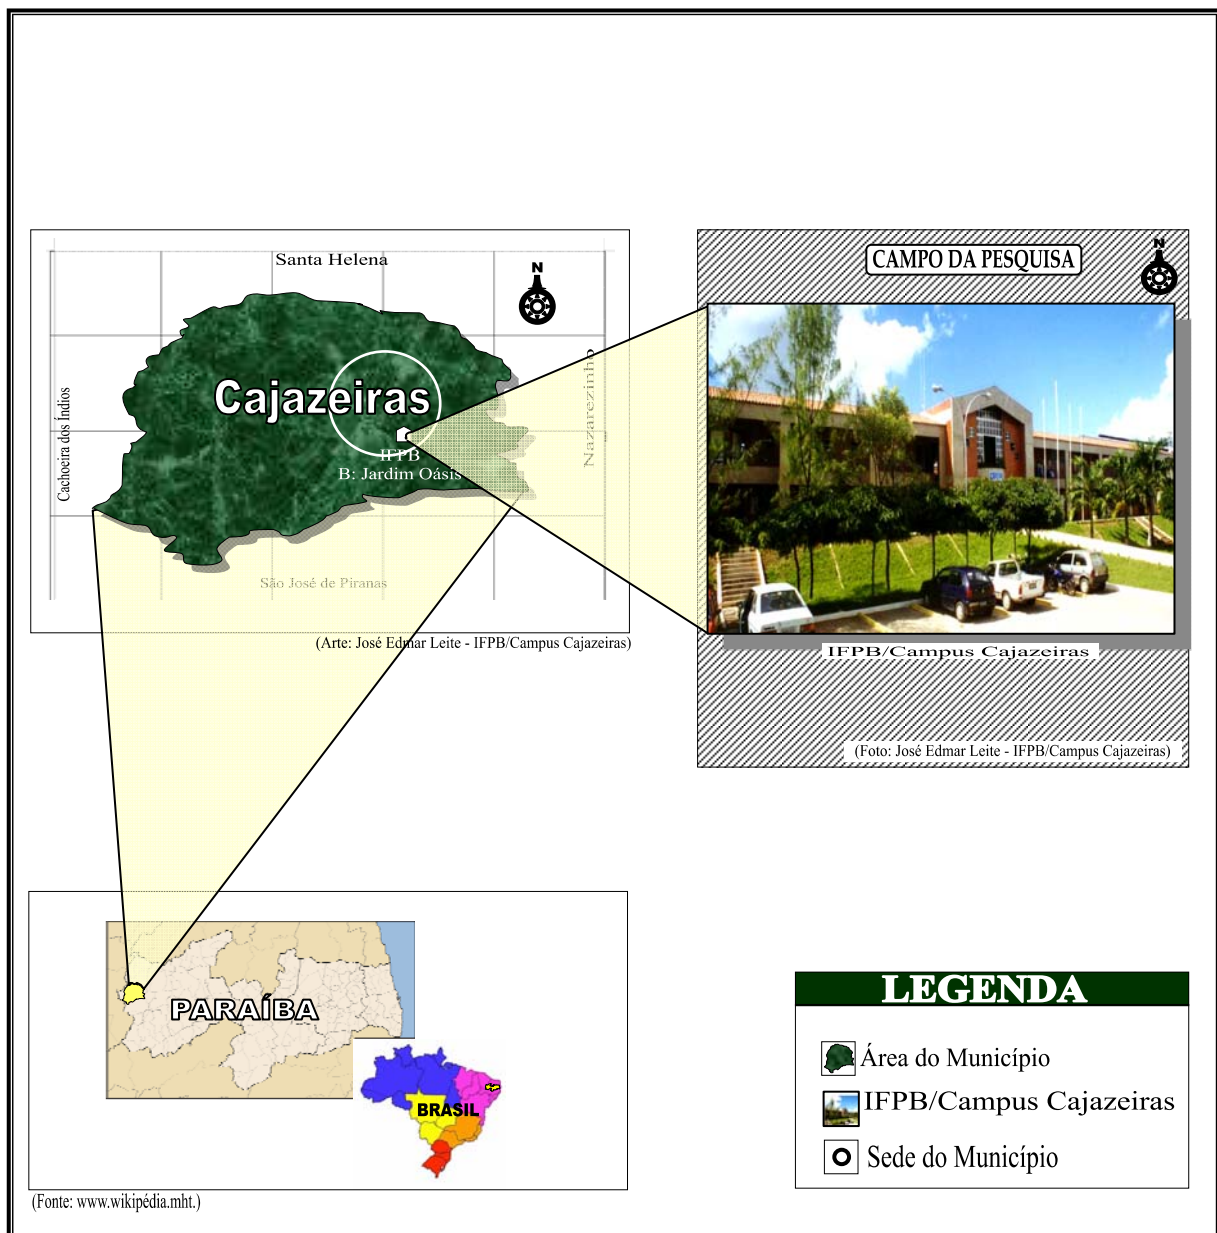 Santa Helena
N
Cachoeira dos Índios
Cajazeiras
Nazarezinho
IFPB
B: Jardim Oásis
São José de Piranas
(Arte: José Edmar Leite - IFPB/Campus Cajazeiras)
CAMPO DA PESQUISA
N
IFPB/Campus Cajazeiras
(Foto: José Edmar Leite - IFPB/Campus Cajazeiras)
PARAÍBA
BRASIL
(Fonte: www.wikipédia.mht.)
LEGENDA
Área do Município
IFPB/Campus Cajazeiras
Sede do Município